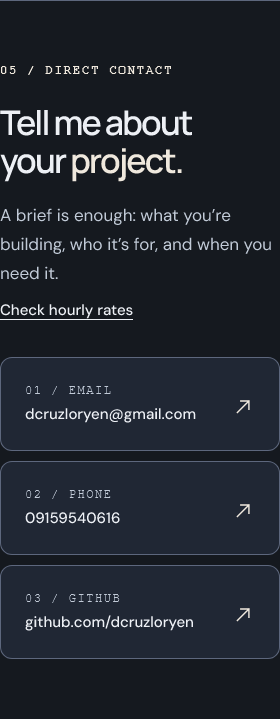 05 / DIRECT CONTACT
Tell me about
your project.
A brief is enough: what you’re
building, who it’s for, and when you
need it.
Check hourly rates
01 / EMAIL
dcruzloryen@gmail.com
02 / PHONE
09159540616
03 / GITHUB
github.com/dcruzloryen